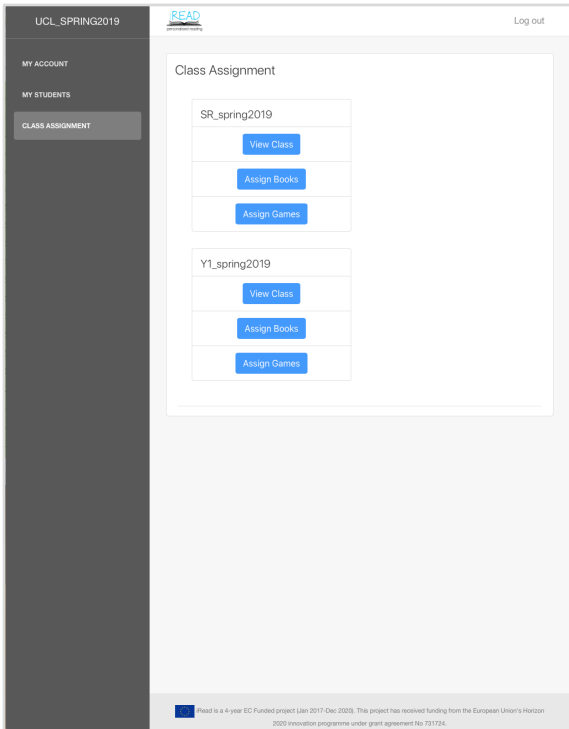 UCL_SPRING2019
iREAD
personalised reading
Log out
MY ACCOUNT
MY STUDENTS
CLASS ASSIGNMENT
Class Assignment
SR_spring2019
View Class
Assign Books
Assign Games
Y1_spring2019
View Class
Assign Books
Assign Games
iRead is a 4-year EC Funded project (Jan 2017-Dec 2020). This project has received funding from the European Union's Horizon
2020 innovation programme under grant agreement No 731724.